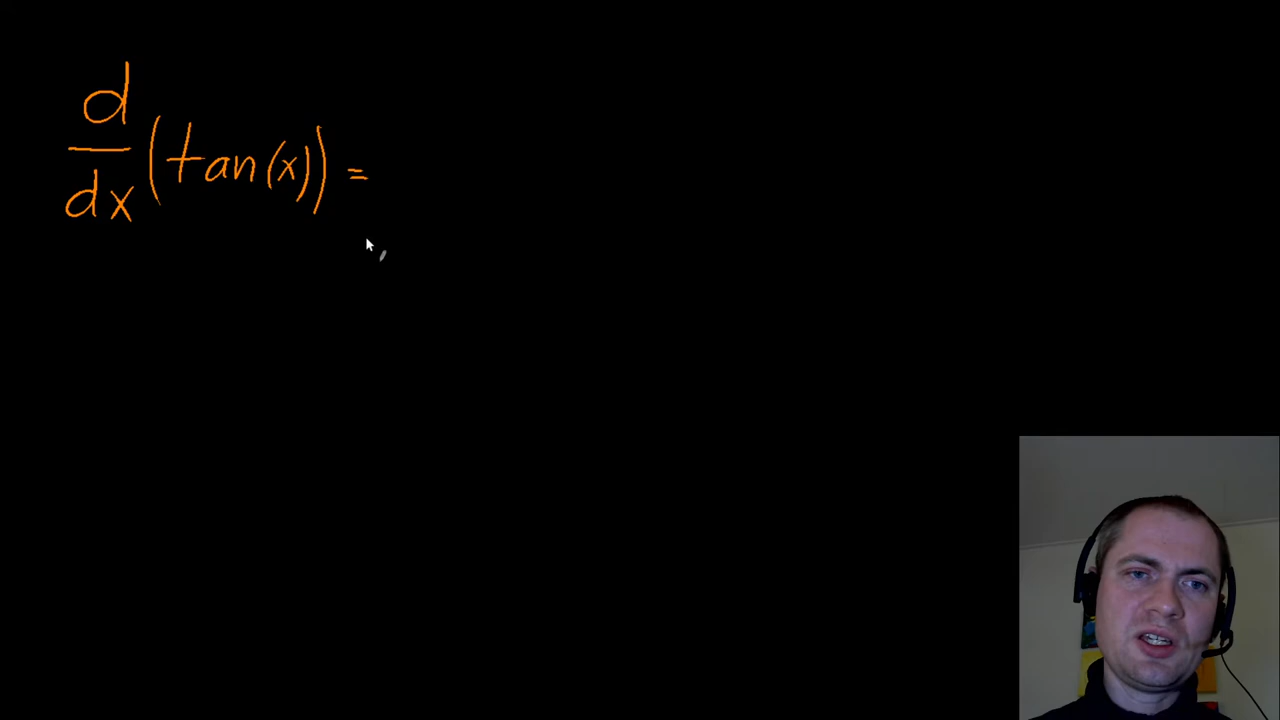 d/dx (tan(x)) =